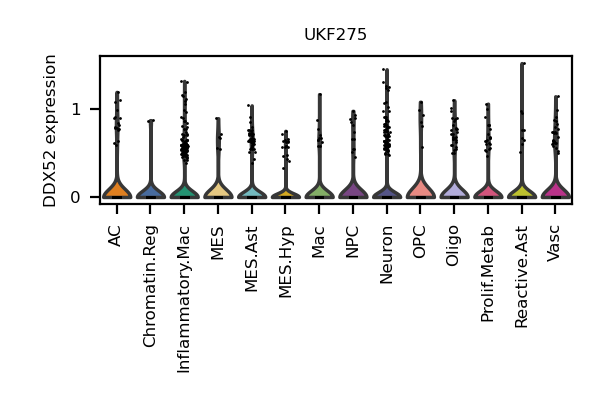 UKF275
DDX52 expression
1
0
AC
Chromatin.Reg
Inflammatory.Mac
MES
MES.Ast
MES.Hyp
Mac
NPC
Neuron
OPC
Oligo
Prolif.Metab
Reactive.Ast
Vasc